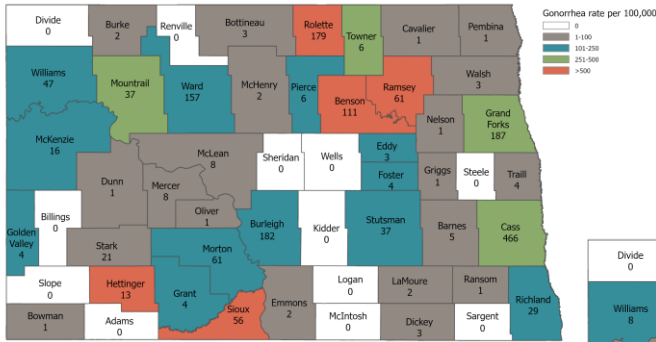 Gonorrhea rate per 100,000
0
1-100
101-250
251-500
>500
Divide
0
Burke
2
Renville
0
Bottineau
3
Rolette
179
Towner
6
Cavalier
1
Pembina
1
Williams
47
Mountrail
37
Ward
157
McHenry
2
Pierce
6
Benson
111
Ramsey
61
Walsh
3
Nelson
1
Grand
Forks
187
McKenzie
16
McLean
8
Sheridan
0
Wells
0
Eddy
3
Foster
4
Griggs
1
Steele
0
Traill
4
Dunn
1
Mercer
8
Oliver
1
Golden
Valley
4
Billings
0
Stark
21
Morton
61
Burleigh
182
Kidder
0
Stutsman
37
Barnes
5
Cass
466
Slope
0
Hettinger
13
Grant
4
Sioux
56
Emmons
2
Logan
0
LaMoure
2
Ransom
1
Richland
29
Bowman
1
Adams
0
McIntosh
0
Dickey
3
Sargent
0
Divide
0
Williams
8